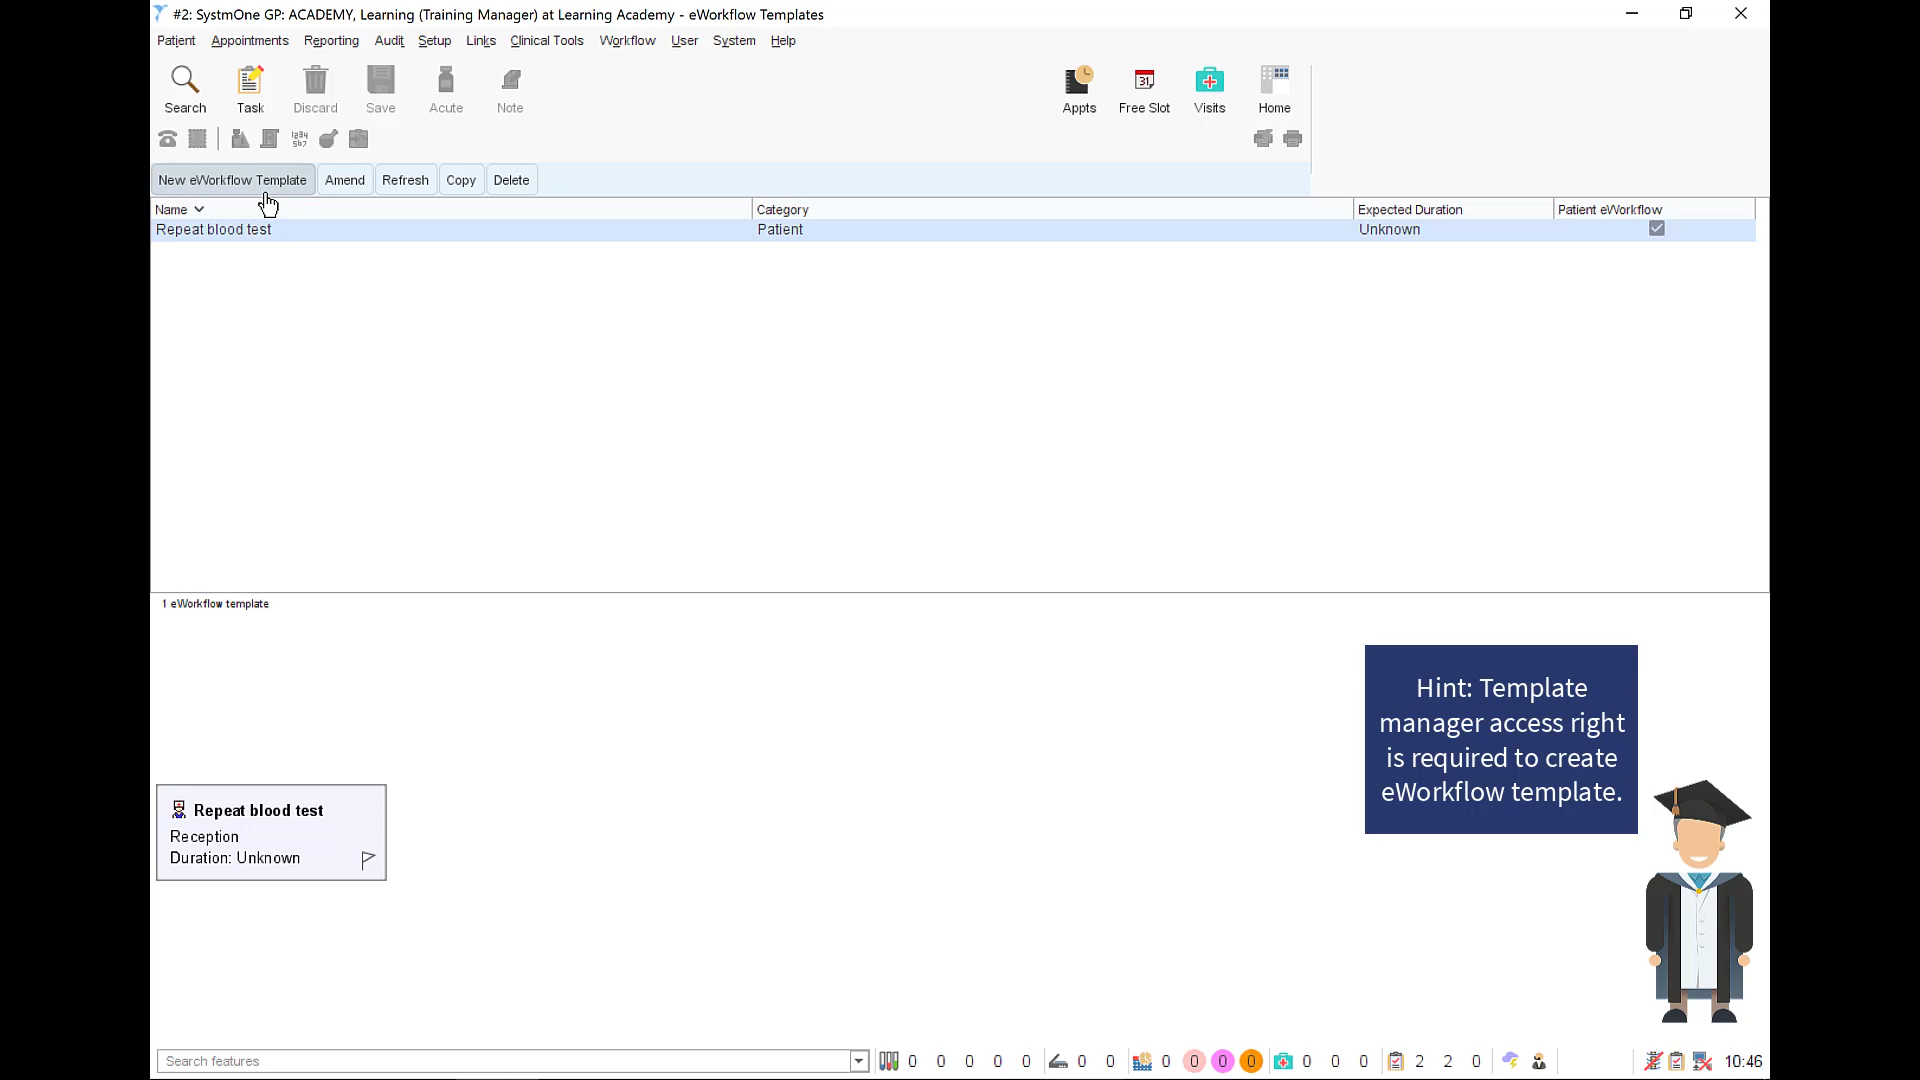 #2: SystmOne GP: ACADEMY, Learning (Training Manager) at Learning Academy - eWorkflow Templates
Patient Appointments Reporting Audit Setup Links Clinical Tools Workflow User System Help
Search Task Discard Save Acute Note Appts Free Slot Visits Home
31
1234
567
New eWorkflow Template Amend Refresh Copy Delete
Name Category Expected Duration Patient eWorkflow
Repeat blood test Patient Unknown
1 eWorkflow template
Hint: Template
manager access right
is required to create
eWorkflow template.
Repeat blood test
Reception
Duration: Unknown
Search features 0 0 0 0 0 0 0 0 0 0 0 0 0 0 2 2 0 10:46